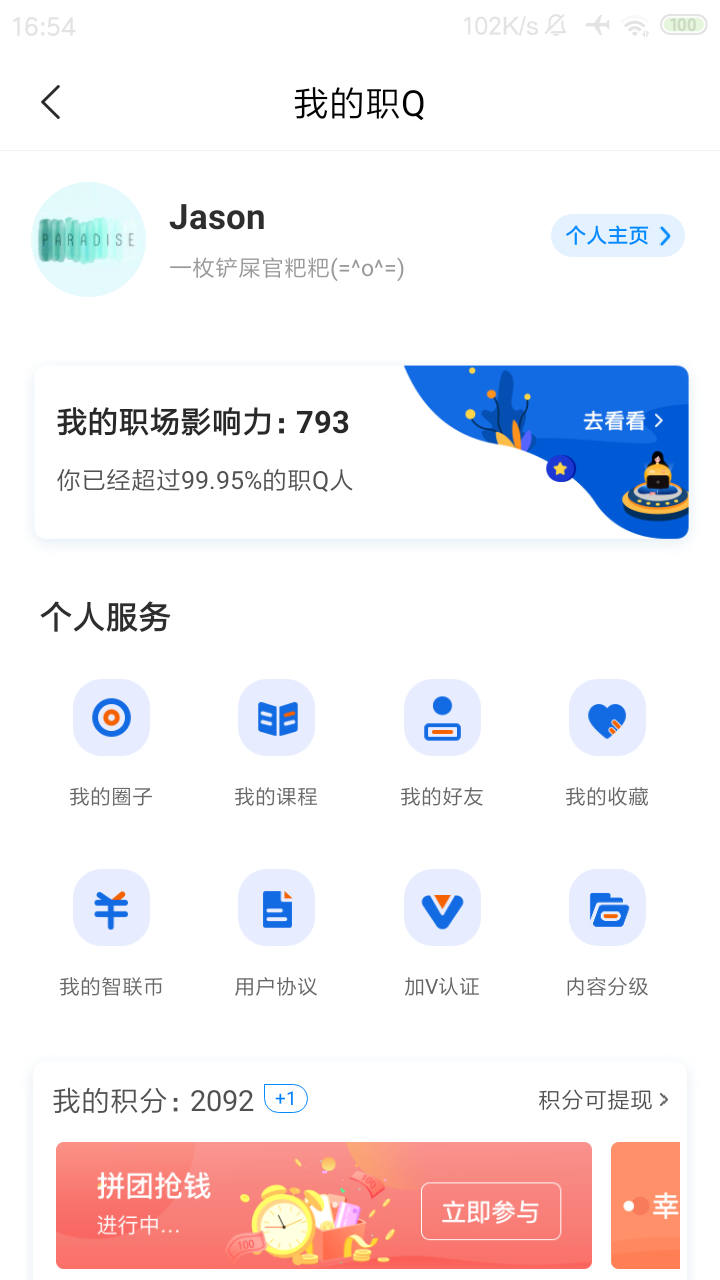 16:54
102K/s
100
我的职Q
PARADISE
Jason
一枚铲屎官粑粑(=^o^=)
个人主页
我的职场影响力: 793
你已经超过99.95%的职Q人
去看看
个人服务
我的圈子
我的课程
我的好友
我的收藏
我的智联币
用户协议
加V认证
内容分级
我的积分: 2092
+1
积分可提现
拼团抢钱
进行中...
立即参与
100
100
幸